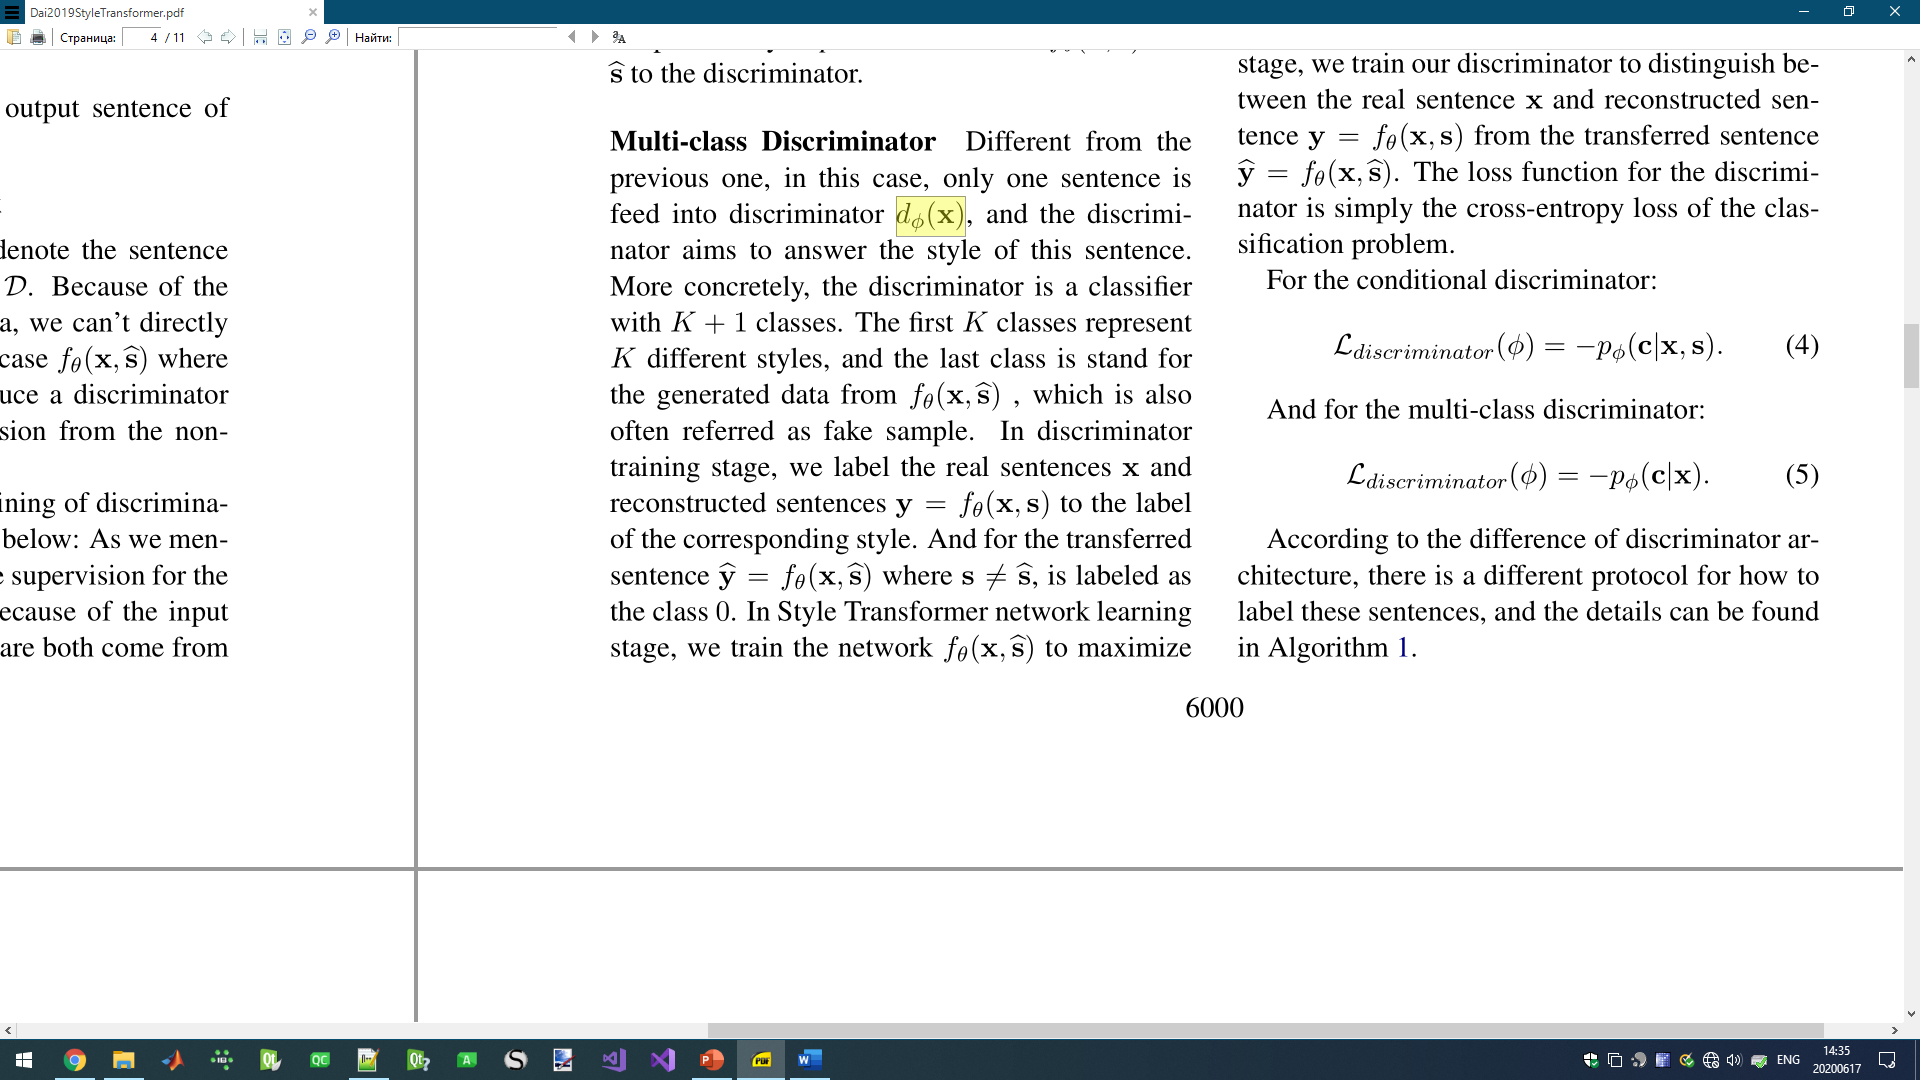 Dai2019StyleTransformer.pdf
Страница: 4 / 11 Найти:
output sentence of
denote the sentence
𝒟. Because of the
a, we can't directly
case f_θ(x, ŝ) where
uce a discriminator
sion from the non-
ining of discrimina-
below: As we men-
e supervision for the
ecause of the input
are both come from
ŝ to the discriminator.
Multi-class Discriminator Different from the
previous one, in this case, only one sentence is
feed into discriminator d_ϕ(x), and the discrimi-
nator aims to answer the style of this sentence.
More concretely, the discriminator is a classifier
with K + 1 classes. The first K classes represent
K different styles, and the last class is stand for
the generated data from f_θ(x, ŝ) , which is also
often referred as fake sample. In discriminator
training stage, we label the real sentences x and
reconstructed sentences y = f_θ(x, s) to the label
of the corresponding style. And for the transferred
sentence ŷ = f_θ(x, ŝ) where s ≠ ŝ, is labeled as
the class 0. In Style Transformer network learning
stage, we train the network f_θ(x, ŝ) to maximize
stage, we train our discriminator to distinguish be-
tween the real sentence x and reconstructed sen-
tence y = f_θ(x, s) from the transferred sentence
ŷ = f_θ(x, ŝ). The loss function for the discrimi-
nator is simply the cross-entropy loss of the clas-
sification problem.
For the conditional discriminator:
ℒ_discriminator(ϕ) = −p_ϕ(c|x, s). (4)
And for the multi-class discriminator:
ℒ_discriminator(ϕ) = −p_ϕ(c|x). (5)
According to the difference of discriminator ar-
chitecture, there is a different protocol for how to
label these sentences, and the details can be found
in Algorithm 1.
6000
ENG
14:35
20200617